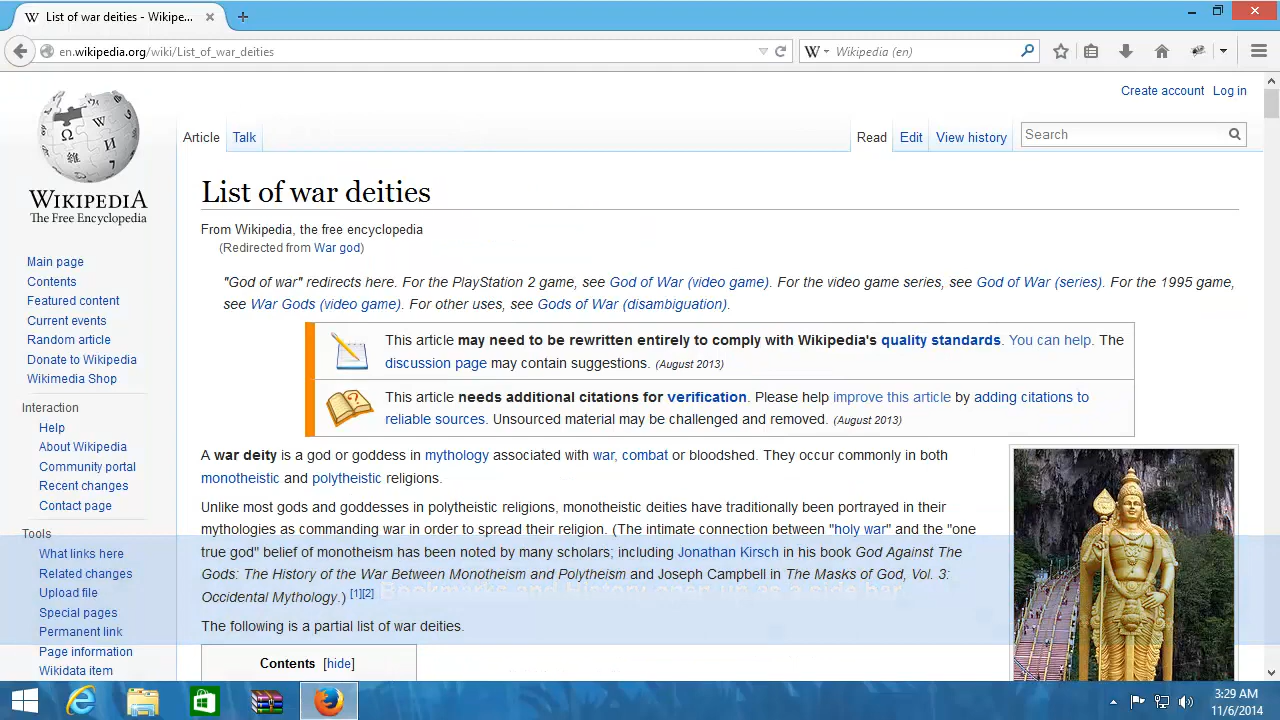 List of war deities - Wikipe...
en.wikipedia.org/wiki/List_of_war_deities
Wikipedia (en)
Create account Log in
Article Talk Read Edit View history Search
WIKIPEDIA
The Free Encyclopedia
Main page
Contents
Featured content
Current events
Random article
Donate to Wikipedia
Wikimedia Shop
Interaction
Help
About Wikipedia
Community portal
Recent changes
Contact page
Tools
What links here
Related changes
Upload file
Special pages
Permanent link
Page information
Wikidata item
List of war deities
From Wikipedia, the free encyclopedia
(Redirected from War god)
"God of war" redirects here. For the PlayStation 2 game, see God of War (video game). For the video game series, see God of War (series). For the 1995 game,
see War Gods (video game). For other uses, see Gods of War (disambiguation).
This article may need to be rewritten entirely to comply with Wikipedia's quality standards. You can help. The
discussion page may contain suggestions. (August 2013)
This article needs additional citations for verification. Please help improve this article by adding citations to
reliable sources. Unsourced material may be challenged and removed. (August 2013)
A war deity is a god or goddess in mythology associated with war, combat or bloodshed. They occur commonly in both
monotheistic and polytheistic religions.
Unlike most gods and goddesses in polytheistic religions, monotheistic deities have traditionally been portrayed in their
mythologies as commanding war in order to spread their religion. (The intimate connection between "holy war" and the "one
true god" belief of monotheism has been noted by many scholars; including Jonathan Kirsch in his book God Against The
Gods: The History of the War Between Monotheism and Polytheism and Joseph Campbell in The Masks of God, Vol. 3:
Occidental Mythology.) [1][2]
Bookmarks and History open up as a side bar
The following is a partial list of war deities.
Contents [hide]
3:29 AM
11/6/2014